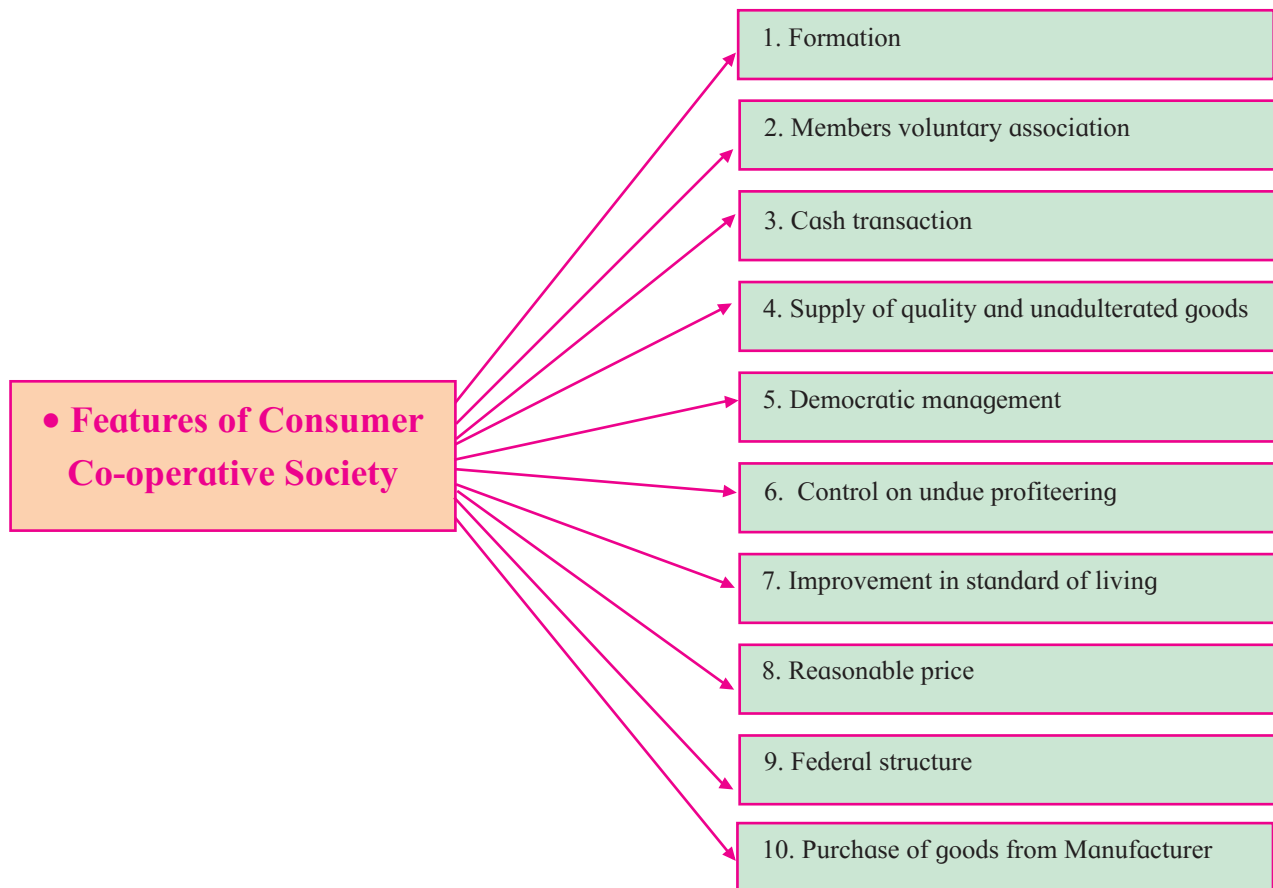 • Features of Consumer
Co-operative Society
1. Formation
2. Members voluntary association
3. Cash transaction
4. Supply of quality and unadulterated goods
5. Democratic management
6. Control on undue profiteering
7. Improvement in standard of living
8. Reasonable price
9. Federal structure
10. Purchase of goods from Manufacturer